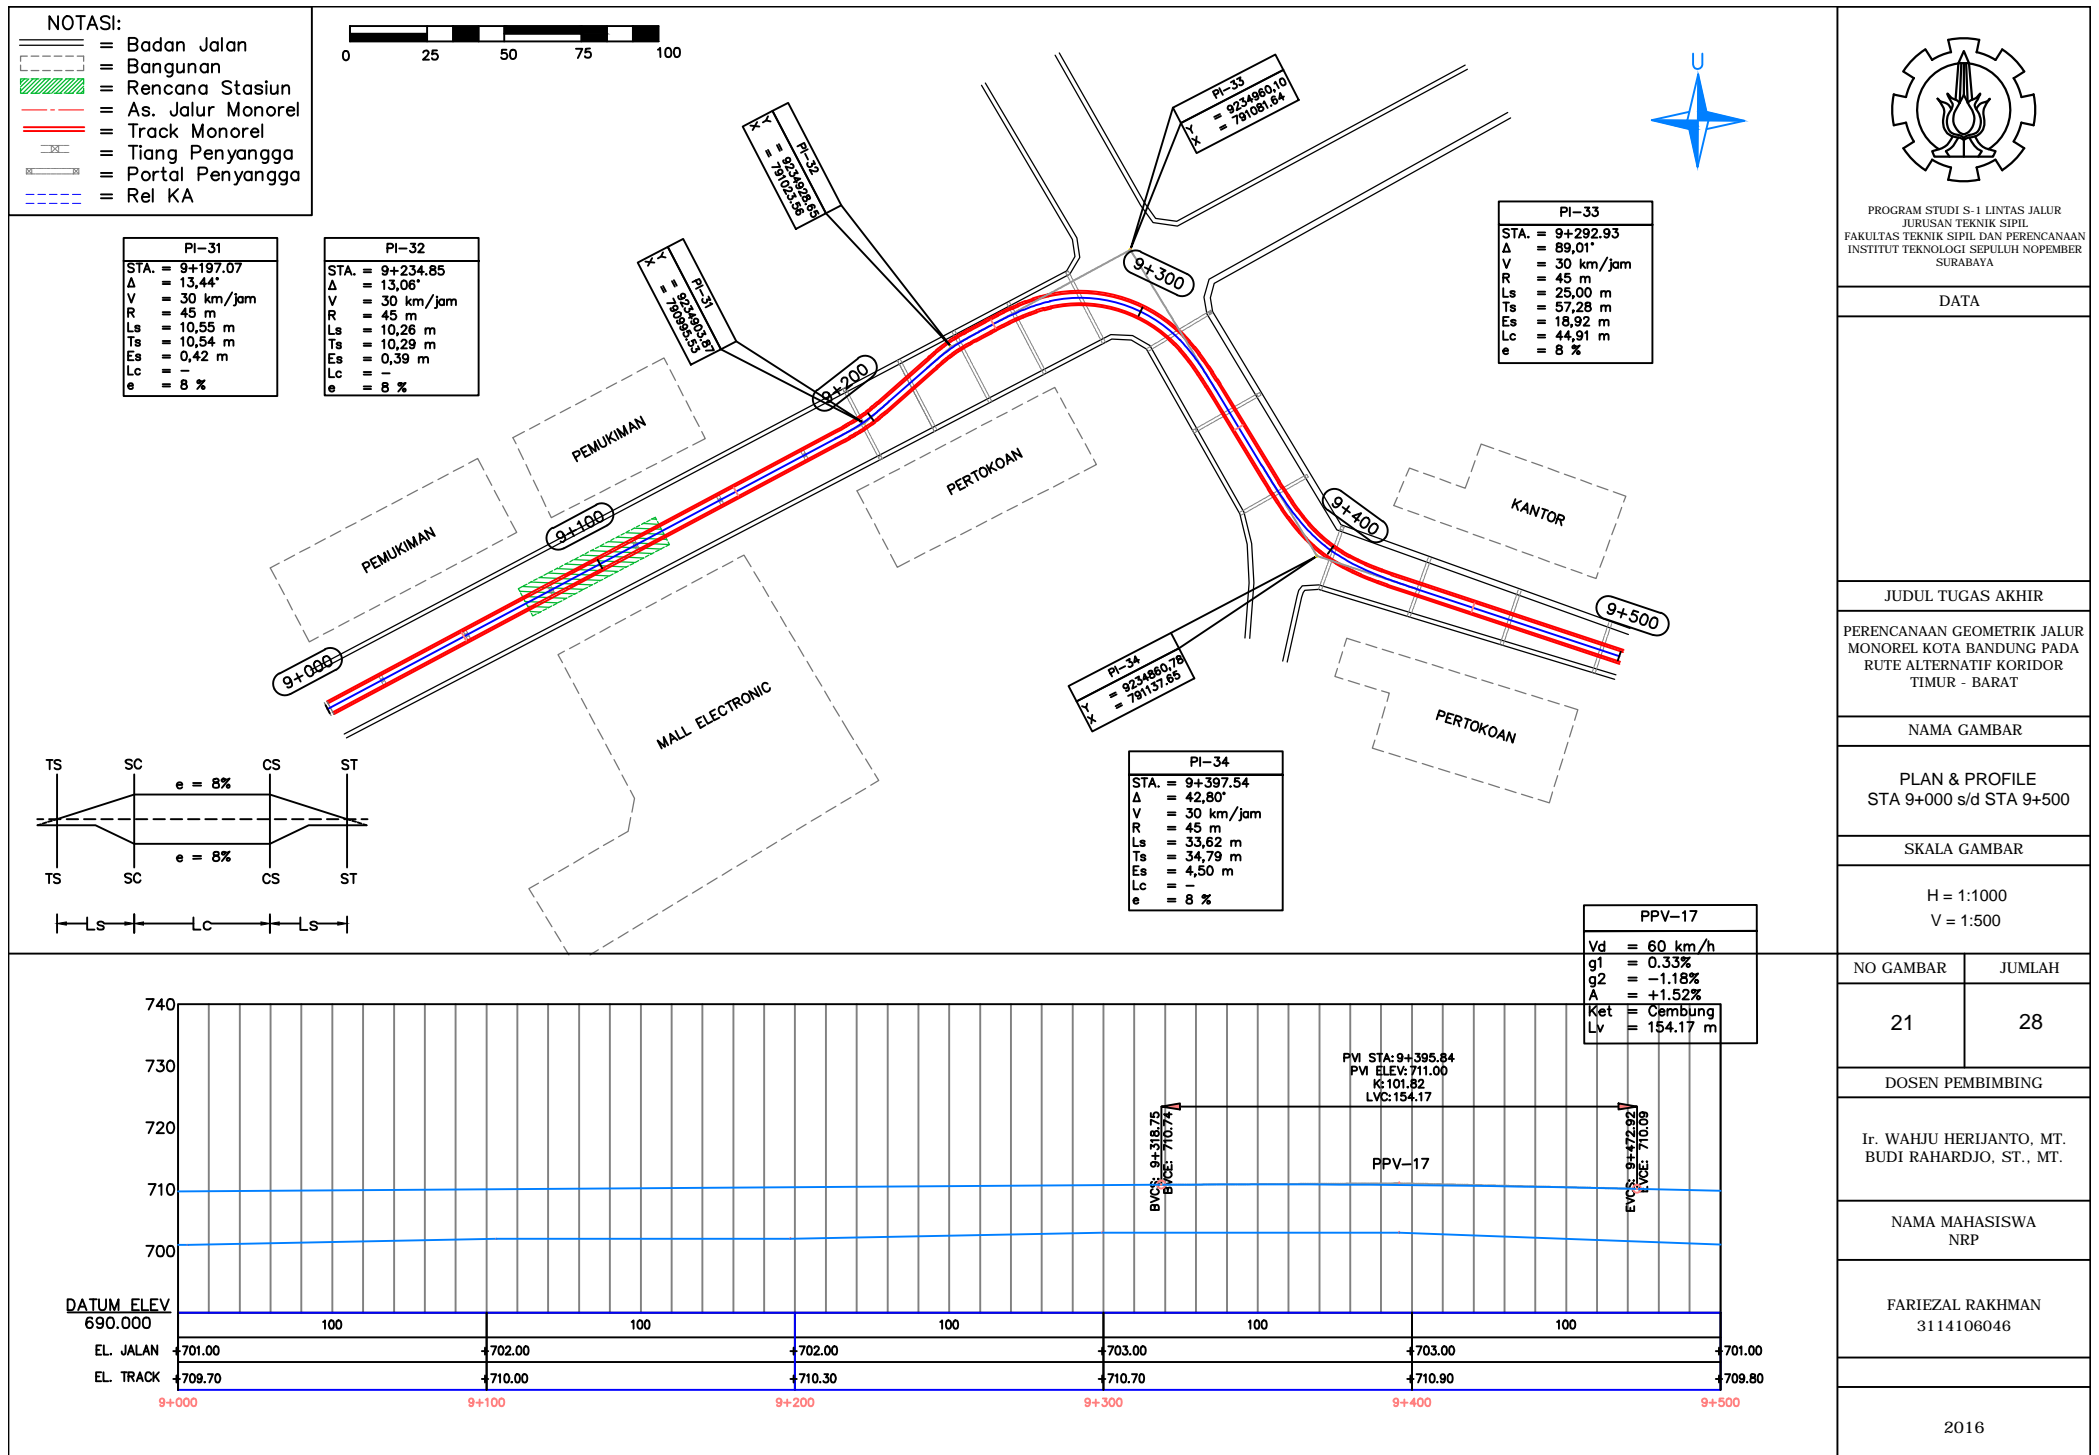 NOTASI:
= Badan Jalan
= Bangunan
= Rencana Stasiun
= As. Jalur Monorel
= Track Monorel
= Tiang Penyangga
= Portal Penyangga
= Rel KA
0 25 50 75 100
U
PI-31
STA. = 9+197.07
Δ = 13,44°
V = 30 km/jam
R = 45 m
Ls = 10,55 m
Ts = 10,54 m
Es = 0,42 m
Lc = -
e = 8 %
PI-32
STA. = 9+234.85
Δ = 13,06°
V = 30 km/jam
R = 45 m
Ls = 10,26 m
Ts = 10,29 m
Es = 0,39 m
Lc = -
e = 8 %
PI-33
STA. = 9+292.93
Δ = 89,01°
V = 30 km/jam
R = 45 m
Ls = 25,00 m
Ts = 57,28 m
Es = 18,92 m
Lc = 44,91 m
e = 8 %
PI-34
STA. = 9+397.54
Δ = 42,80°
V = 30 km/jam
R = 45 m
Ls = 33,62 m
Ts = 34,79 m
Es = 4,50 m
Lc = -
e = 8 %
PI-31
Y = 9234903.87
X = 790995.53
PI-32
Y = 9234928.65
X = 791023.56
PI-33
Y = 9234960,10
X = 791081.64
PI-34
Y = 9234860,78
X = 791137.65
9+000
9+100
9+200
9+300
9+400
9+500
PEMUKIMAN
PEMUKIMAN
PERTOKOAN
MALL ELECTRONIC
KANTOR
PERTOKOAN
TS SC CS ST
e = 8%
e = 8%
TS SC CS ST
Ls Lc Ls
PPV-17
Vd = 60 km/h
g1 = 0.33%
g2 = -1.18%
A = +1.52%
Ket = Cembung
Lv = 154.17 m
740
730
720
710
700
PVI STA: 9+395.84
PVI ELEV: 711.00
K: 101.82
LVC: 154.17
BVCS: 9+318.75
BVCE: 710.74
PPV-17
EVCS: 9+472.92
EVCE: 710.09
DATUM ELEV
690.000
100 100 100 100 100
EL. JALAN +701.00 +702.00 +702.00 +703.00 +703.00 +701.00
EL. TRACK +709.70 +710.00 +710.30 +710.70 +710.90 +709.80
9+000 9+100 9+200 9+300 9+400 9+500
PROGRAM STUDI S-1 LINTAS JALUR
JURUSAN TEKNIK SIPIL
FAKULTAS TEKNIK SIPIL DAN PERENCANAAN
INSTITUT TEKNOLOGI SEPULUH NOPEMBER
SURABAYA
DATA
JUDUL TUGAS AKHIR
PERENCANAAN GEOMETRIK JALUR
MONOREL KOTA BANDUNG PADA
RUTE ALTERNATIF KORIDOR
TIMUR - BARAT
NAMA GAMBAR
PLAN & PROFILE
STA 9+000 s/d STA 9+500
SKALA GAMBAR
H = 1:1000
V = 1:500
NO GAMBAR JUMLAH
21 28
DOSEN PEMBIMBING
Ir. WAHJU HERIJANTO, MT.
BUDI RAHARDJO, ST., MT.
NAMA MAHASISWA
NRP
FARIEZAL RAKHMAN
3114106046
2016